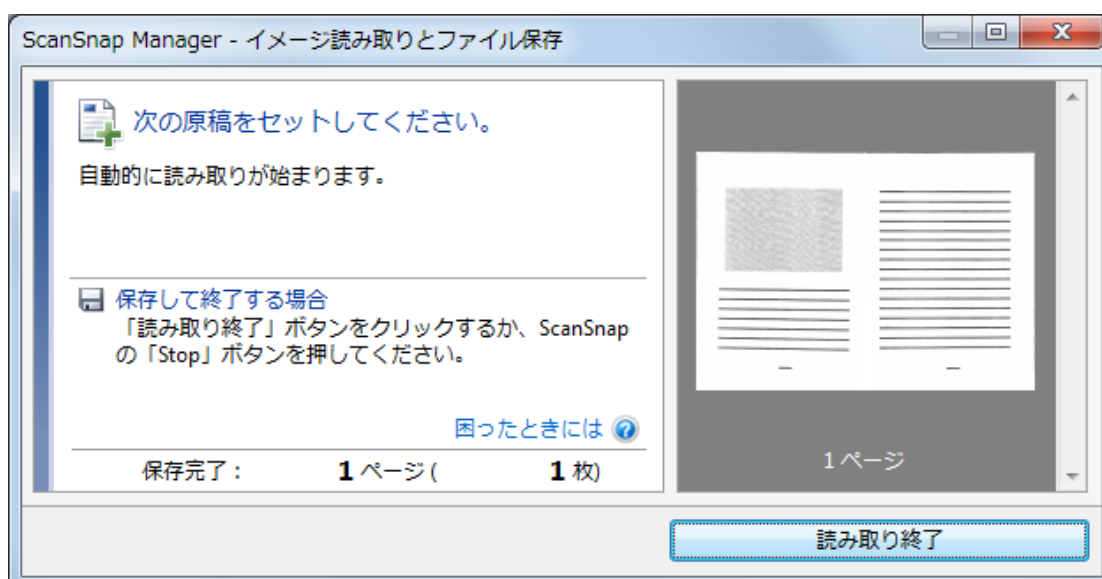 ScanSnap Manager - イメージ読み取りとファイル保存
次の原稿をセットしてください。
自動的に読み取りが始まります。
保存して終了する場合
「読み取り終了」ボタンをクリックするか、ScanSnap
の「Stop」ボタンを押してください。
困ったときには
保存完了： 1 ページ ( 1 枚)
1 ページ
読み取り終了